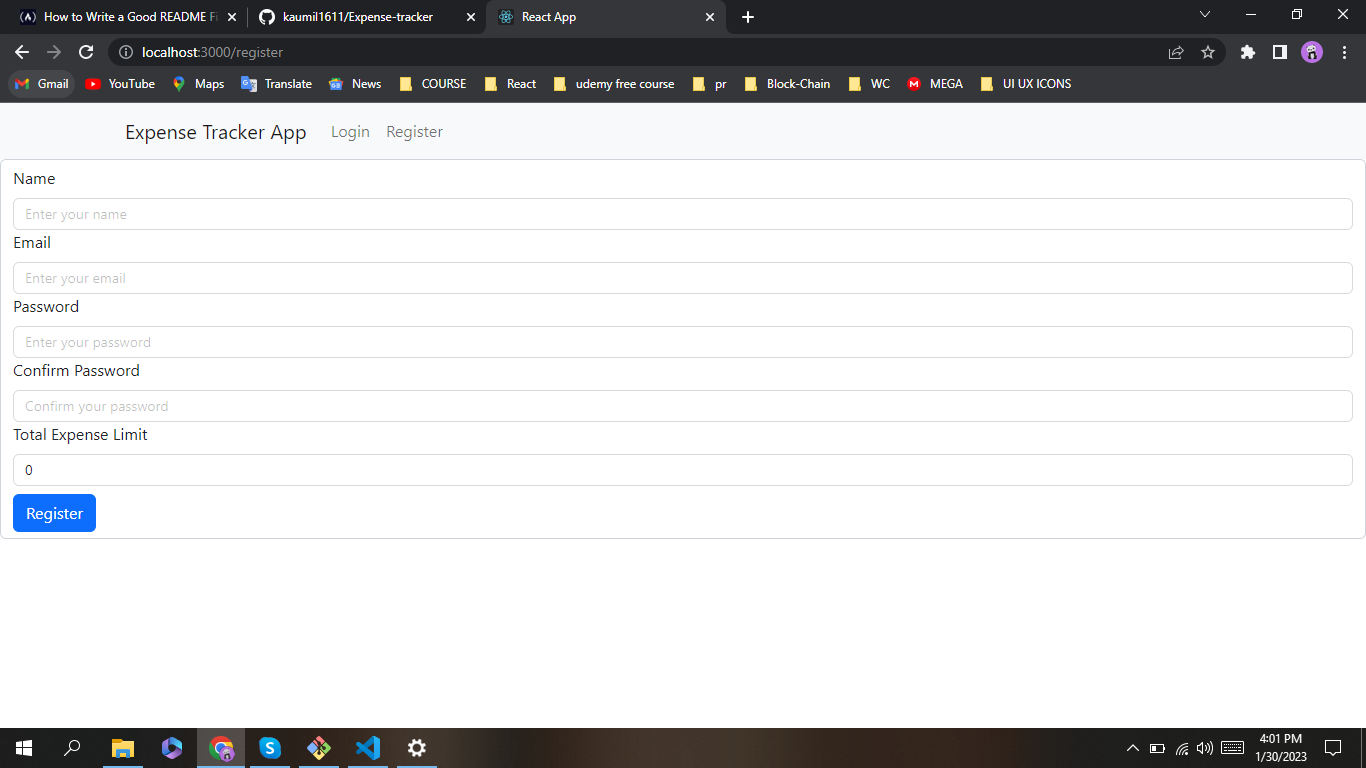 How to Write a Good README Fi
kaumil1611/Expense-tracker
React App
localhost:3000/register
Gmail YouTube Maps Translate News COURSE React udemy free course pr Block-Chain WC MEGA UI UX ICONS
Expense Tracker App Login Register
Name
Enter your name
Email
Enter your email
Password
Enter your password
Confirm Password
Confirm your password
Total Expense Limit
0
Register
4:01 PM
1/30/2023